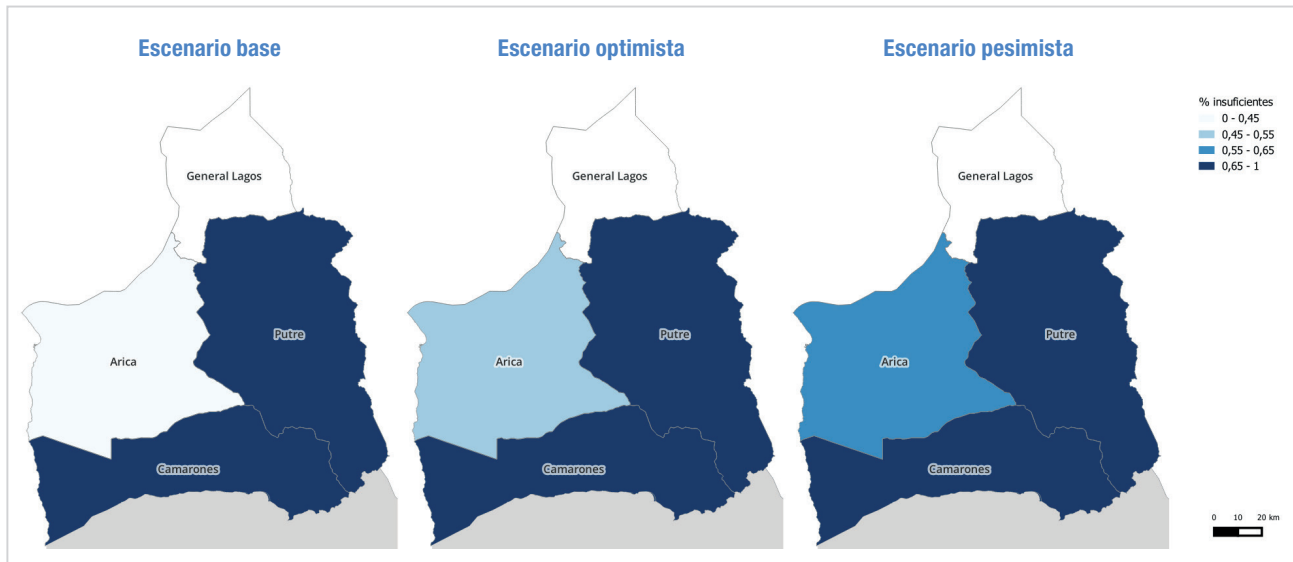 Escenario base
Escenario optimista
Escenario pesimista
% insuficientes
0 - 0,45
0,45 - 0,55
0,55 - 0,65
0,65 - 1
General Lagos
General Lagos
General Lagos
Putre
Putre
Putre
Arica
Arica
Arica
Camarones
Camarones
Camarones
0 10 20 km